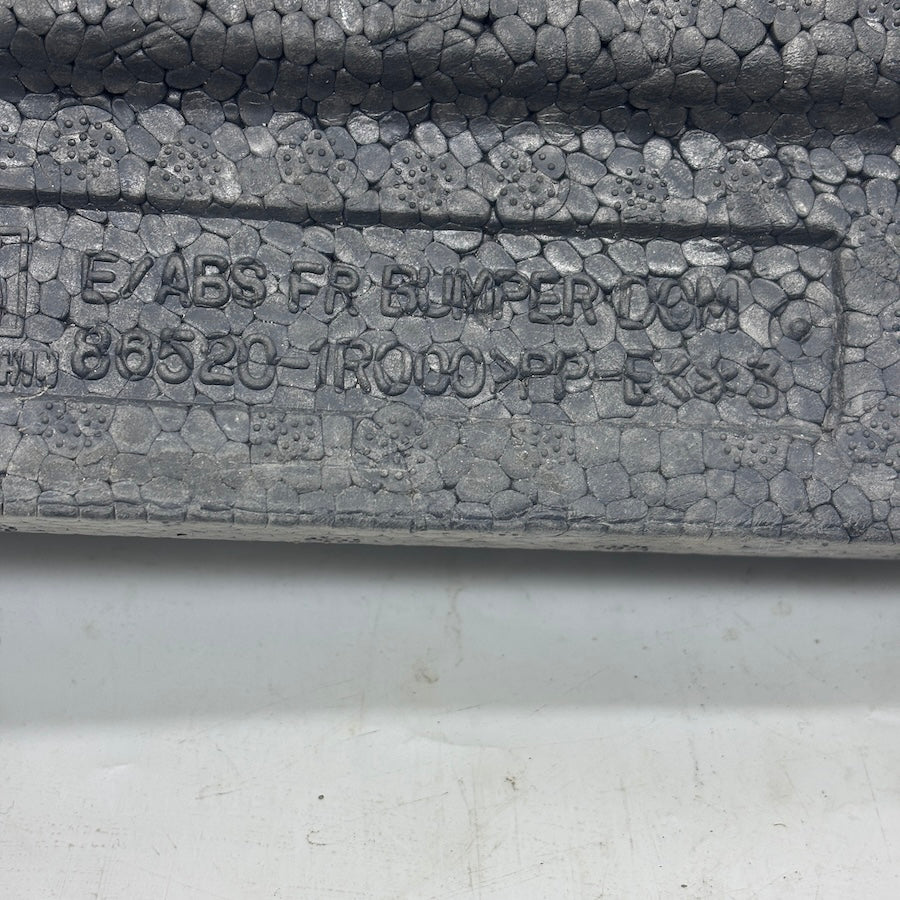 E/ABS FR BUMPER DOM
86520-1R000 >PP-E< >3